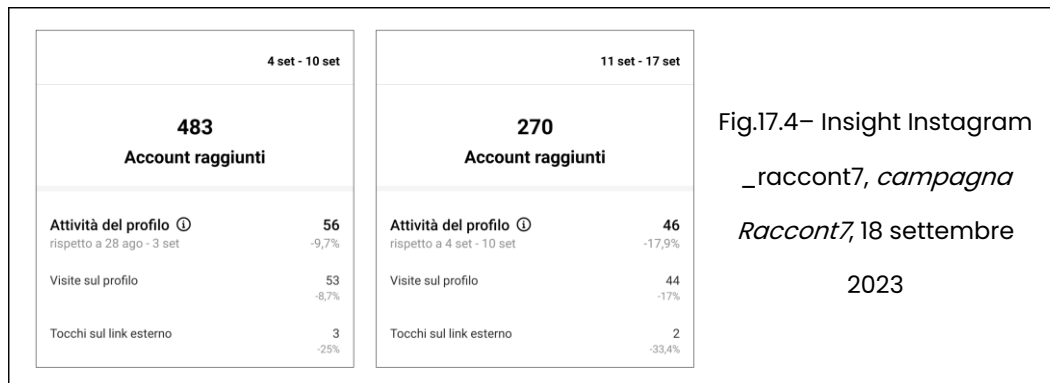 4 set - 10 set
483
Account raggiunti
Attività del profilo ⓘ 56
rispetto a 28 ago - 3 set -9,7%
Visite sul profilo 53
-8,7%
Tocchi sul link esterno 3
-25%
11 set - 17 set
270
Account raggiunti
Attività del profilo ⓘ 46
rispetto a 4 set - 10 set -17,9%
Visite sul profilo 44
-17%
Tocchi sul link esterno 2
-33,4%
Fig.17.4– Insight Instagram
_raccont7, campagna
Raccont7, 18 settembre
2023